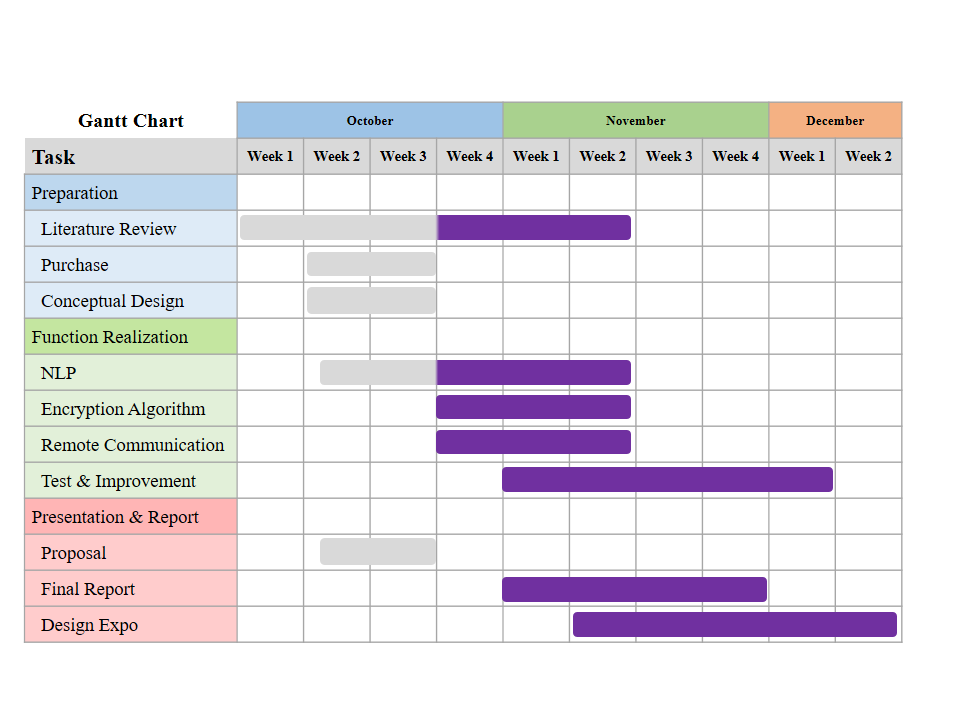 Gantt Chart
October
November
December
Task
Week 1
Week 2
Week 3
Week 4
Week 1
Week 2
Week 3
Week 4
Week 1
Week 2
Preparation
Literature Review
Purchase
Conceptual Design
Function Realization
NLP
Encryption Algorithm
Remote Communication
Test & Improvement
Presentation & Report
Proposal
Final Report
Design Expo